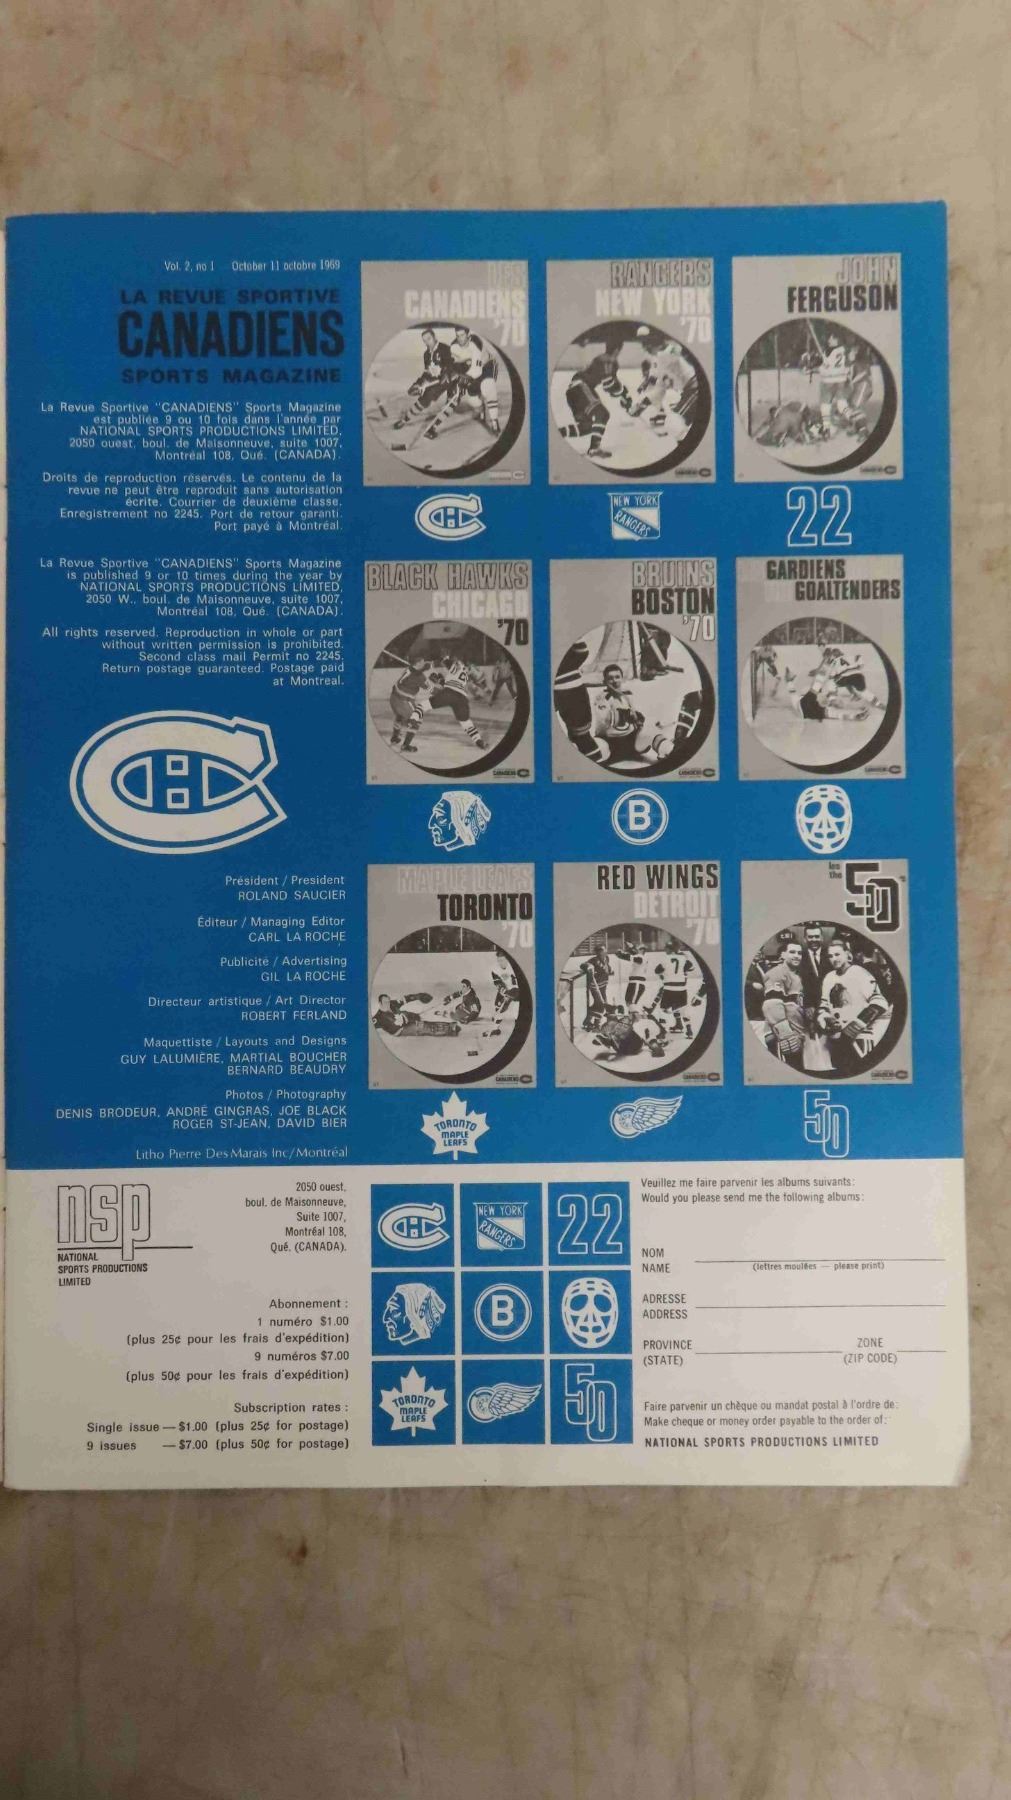 Vol. 2, no 1 October 11 octobre 1969
LA REVUE SPORTIVE
CANADIENS
SPORTS MAGAZINE
La Revue Sportive "CANADIENS" Sports Magazine
est publiée 9 ou 10 fois dans l'année par
NATIONAL SPORTS PRODUCTIONS LIMITED,
2050 ouest, boul. de Maisonneuve, suite 1007,
Montréal 108, Qué. (CANADA).
Droits de reproduction réservés. Le contenu de la
revue ne peut être reproduit sans autorisation
écrite. Courrier de deuxième classe.
Enregistrement no 2245. Port de retour garanti.
Port payé à Montréal.
La Revue Sportive "CANADIENS" Sports Magazine
is published 9 or 10 times during the year by
NATIONAL SPORTS PRODUCTIONS LIMITED,
2050 W., boul. de Maisonneuve, suite 1007,
Montréal 108, Qué. (CANADA).
All rights reserved. Reproduction in whole or part
without written permission is prohibited.
Second class mail Permit no 2245.
Return postage guaranteed. Postage paid
at Montreal.
Président / President
ROLAND SAUCIER
Éditeur / Managing Editor
CARL LA ROCHE
Publicité / Advertising
GIL LA ROCHE
Directeur artistique / Art Director
ROBERT FERLAND
Maquettiste / Layouts and Designs
GUY LALUMIÈRE, MARTIAL BOUCHER
BERNARD BEAUDRY
Photos / Photography
DENIS BRODEUR, ANDRÉ GINGRAS, JOE BLACK
ROGER ST-JEAN, DAVID BIER
Litho Pierre Des Marais Inc/Montréal
CANADIENS
'70
RANGERS
NEW YORK
'70
NEW YORK
RANGERS
JOHN
FERGUSON
22
BLACK HAWKS
CHICAGO
'70
BRUINS
BOSTON
'70
B
GARDIENS
GOALTENDERS
MAPLE LEAFS
TORONTO
'70
TORONTO
MAPLE
LEAFS
RED WINGS
DETROIT
'70
les
the
50
50
nsp
NATIONAL
SPORTS PRODUCTIONS
LIMITED
2050 ouest,
boul. de Maisonneuve,
Suite 1007,
Montréal 108,
Qué. (CANADA).
Abonnement :
1 numéro $1.00
(plus 25¢ pour les frais d'expédition)
9 numéros $7.00
(plus 50¢ pour les frais d'expédition)
Subscription rates :
Single issue — $1.00 (plus 25¢ for postage)
9 issues — $7.00 (plus 50¢ for postage)
NEW YORK
RANGERS
22
B
TORONTO
MAPLE
LEAFS
50
Veuillez me faire parvenir les albums suivants:
Would you please send me the following albums:
NOM
NAME (lettres moulées — please print)
ADRESSE
ADDRESS
PROVINCE ZONE
(STATE) (ZIP CODE)
Faire parvenir un chèque ou mandat postal à l'ordre de:
Make cheque or money order payable to the order of:
NATIONAL SPORTS PRODUCTIONS LIMITED